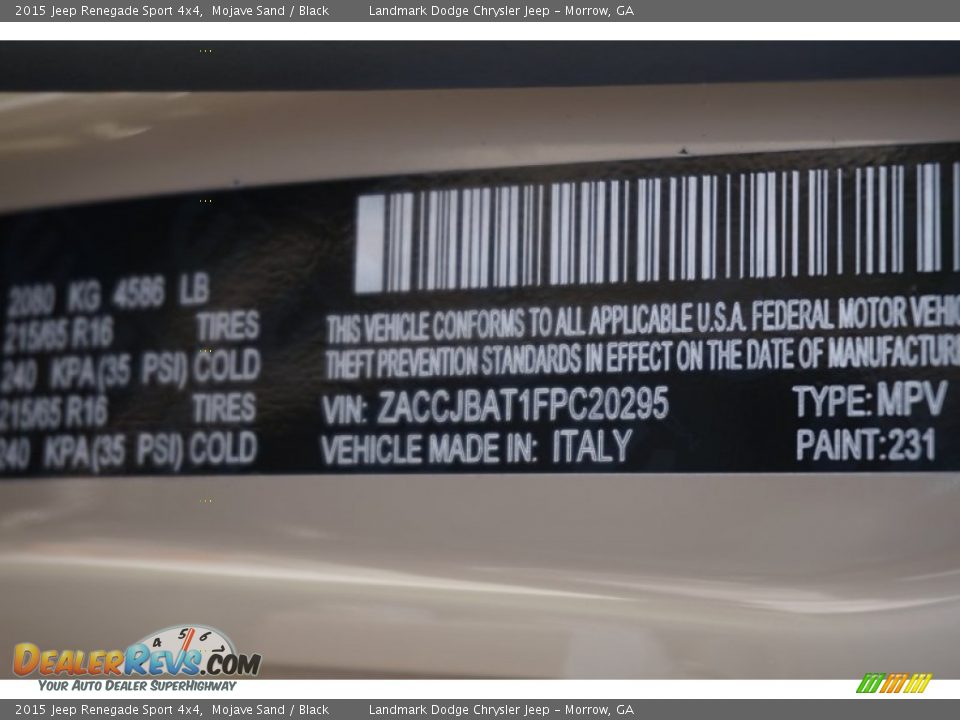 2015 Jeep Renegade Sport 4x4, Mojave Sand / Black Landmark Dodge Chrysler Jeep - Morrow, GA
2080 KG 4586 LB
215/65 R16 TIRES
240 KPA(35 PSI) COLD
215/65 R16 TIRES
240 KPA(35 PSI) COLD
THIS VEHICLE CONFORMS TO ALL APPLICABLE U.S.A. FEDERAL MOTOR VEHIC
THEFT PREVENTION STANDARDS IN EFFECT ON THE DATE OF MANUFACTUR
VIN: ZACCJBAT1FPC20295 TYPE: MPV
VEHICLE MADE IN: ITALY PAINT: 231
4 5 6
DEALERREVS.COM
YOUR AUTO DEALER SUPERHIGHWAY
2015 Jeep Renegade Sport 4x4, Mojave Sand / Black Landmark Dodge Chrysler Jeep - Morrow, GA